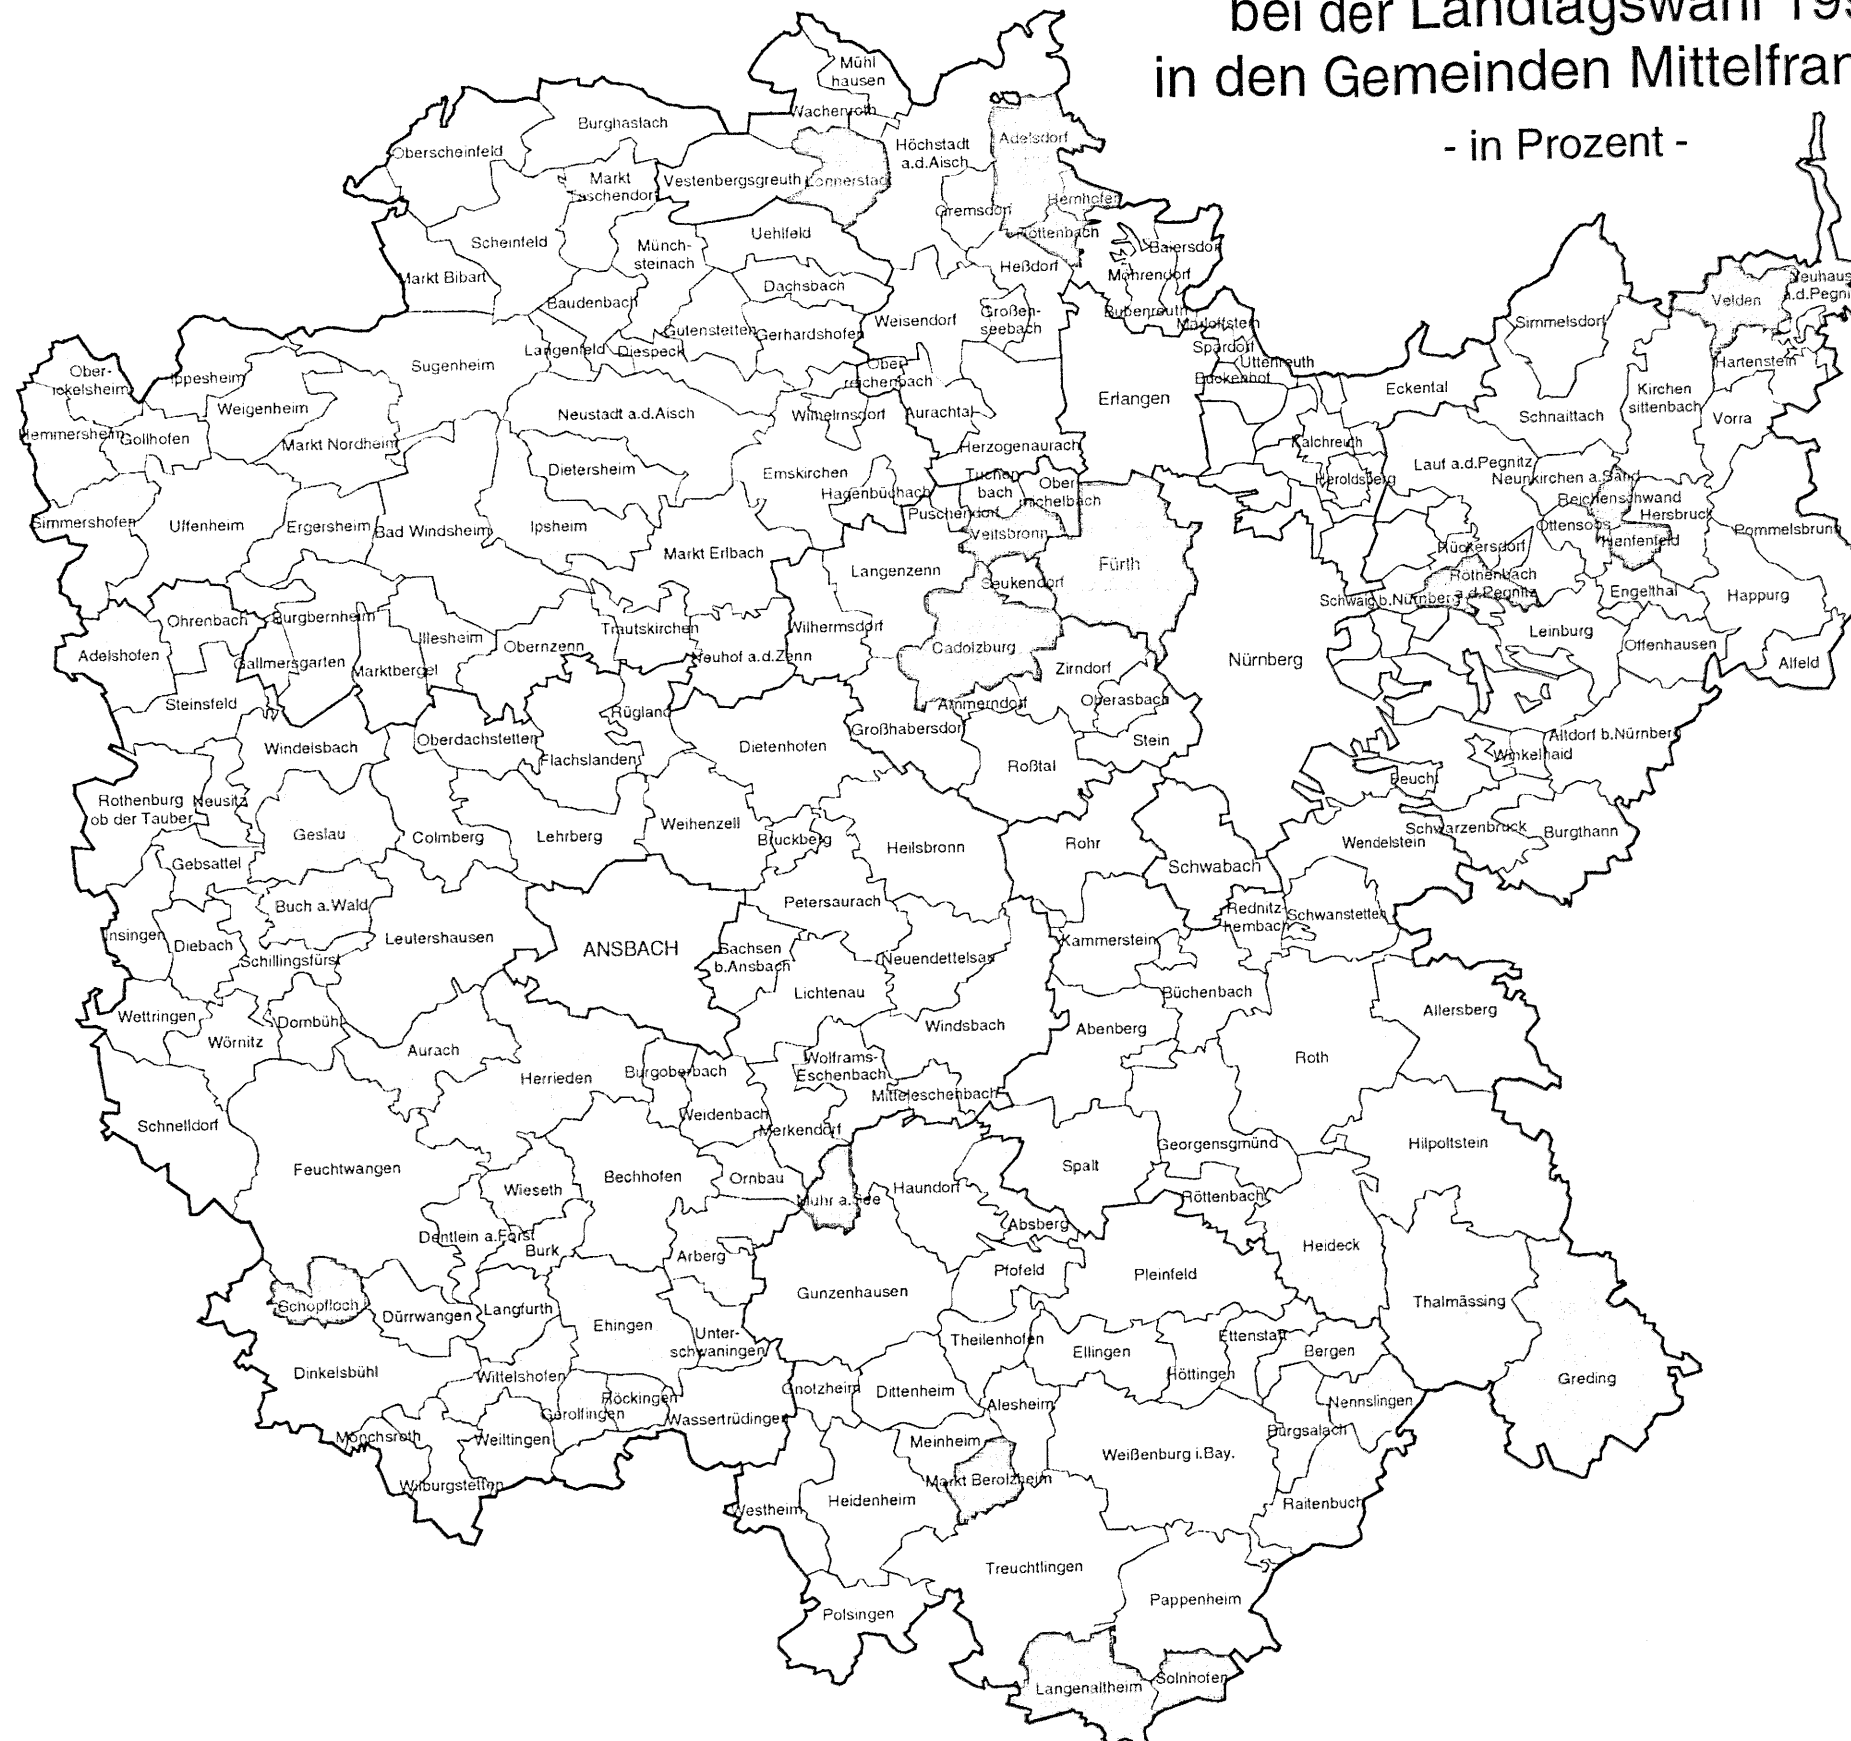 bei der Landtagswahl 199
in den Gemeinden Mittelfran
- in Prozent -
Mühl
hausen
Wachenroth
Burghaslach
Oberscheinfeld
Höchstadt
a.d.Aisch
Adelsdorf
Markt
Taschendorf
Vestenbergsgreuth
Lonnerstadt
Gremsdorf
Hemhofen
Röttenbach
Baiersdorf
Scheinfeld
Münch-
steinach
Uehlfeld
Heßdorf
Möhrendorf
Markt Bibart
Dachsbach
Baudenbach
Großen-
seebach
Bubenreuth
Marloffstein
Weisendorf
Gutenstetten
Gerhardshofen
Simmelsdorf
Velden
Neuhaus
a.d.Pegni
Langenfeld
Diespeck
Spardorf
Uttenreuth
Buckenhof
Sugenheim
Ober-
reichenbach
Hartenstein
Ober-
ickelsheim
Ippesheim
Weigenheim
Neustadt a.d.Aisch
Wilhelmsdorf
Aurachtal
Erlangen
Eckental
Schnaittach
Kirchen
sittenbach
Vorra
Hemmersheim
Gollhofen
Markt Nordheim
Herzogenaurach
Kalchreuth
Dietersheim
Emskirchen
Hagenbüchach
Tuchen
bach
Ober
michelbach
Heroldsberg
Lauf a.d.Pegnitz
Neunkirchen a.Sand
Reichenschwand
Hersbruck
Puschendorf
Simmershofen
Uffenheim
Ergersheim
Bad Windsheim
Ipsheim
Markt Erlbach
Veitsbronn
Ottensoos
Henfenfeld
Pommelsbrunn
Rückersdorf
Langenzenn
Seukendorf
Fürth
Röthenbach
a.d.Pegnitz
Schwaig b.Nürnberg
Engelthal
Happurg
Ohrenbach
Burgbernheim
Illesheim
Obernzenn
Trautskirchen
Wilhermsdorf
Leinburg
Offenhausen
Alfeld
Adelshofen
Gallmersgarten
Marktbergel
Neuhof a.d.Zenn
Cadolzburg
Zirndorf
Nürnberg
Steinsfeld
Rügland
Ammerndorf
Oberasbach
Windelsbach
Oberdachstetten
Flachslanden
Dietenhofen
Großhabersdorf
Stein
Roßtal
Altdorf b.Nürnberg
Winkelhaid
Feucht
Rothenburg
ob der Tauber
Neusitz
Geslau
Colmberg
Lehrberg
Weihenzell
Bruckberg
Heilsbronn
Rohr
Schwabach
Wendelstein
Schwarzenbruck
Burgthann
Gebsattel
Buch a.Wald
Petersaurach
Rednitz-
hembach
Schwanstetten
Insingen
Diebach
Schillingsfürst
Leutershausen
ANSBACH
Sachsen
b.Ansbach
Neuendettelsau
Kammerstein
Lichtenau
Büchenbach
Wettringen
Wörnitz
Dombühl
Aurach
Windsbach
Abenberg
Allersberg
Herrieden
Burgoberbach
Wolframs-
Eschenbach
Roth
Mitteleschenbach
Schnelldorf
Weidenbach
Merkendorf
Georgensgmünd
Hilpoltstein
Feuchtwangen
Wieseth
Bechhofen
Ornbau
Muhr a.See
Haundorf
Spalt
Röttenbach
Absberg
Dentlein a.Forst
Burk
Arberg
Heideck
Pfofeld
Pleinfeld
Gunzenhausen
Schopfloch
Dürrwangen
Langfurth
Ehingen
Unter-
schwaningen
Thalmässing
Theilenhofen
Ellingen
Ettenstatt
Bergen
Höttingen
Dinkelsbühl
Wittelshofen
Röckingen
Gerolfingen
Wassertrüdingen
Gnotzheim
Dittenheim
Alesheim
Nennslingen
Greding
Burgsalach
Mönchsroth
Weiltingen
Meinheim
Weißenburg i.Bay.
Wilburgstetten
Markt Berolzheim
Westheim
Heidenheim
Raitenbuch
Treuchtlingen
Pappenheim
Polsingen
Langenaltheim
Solnhofen